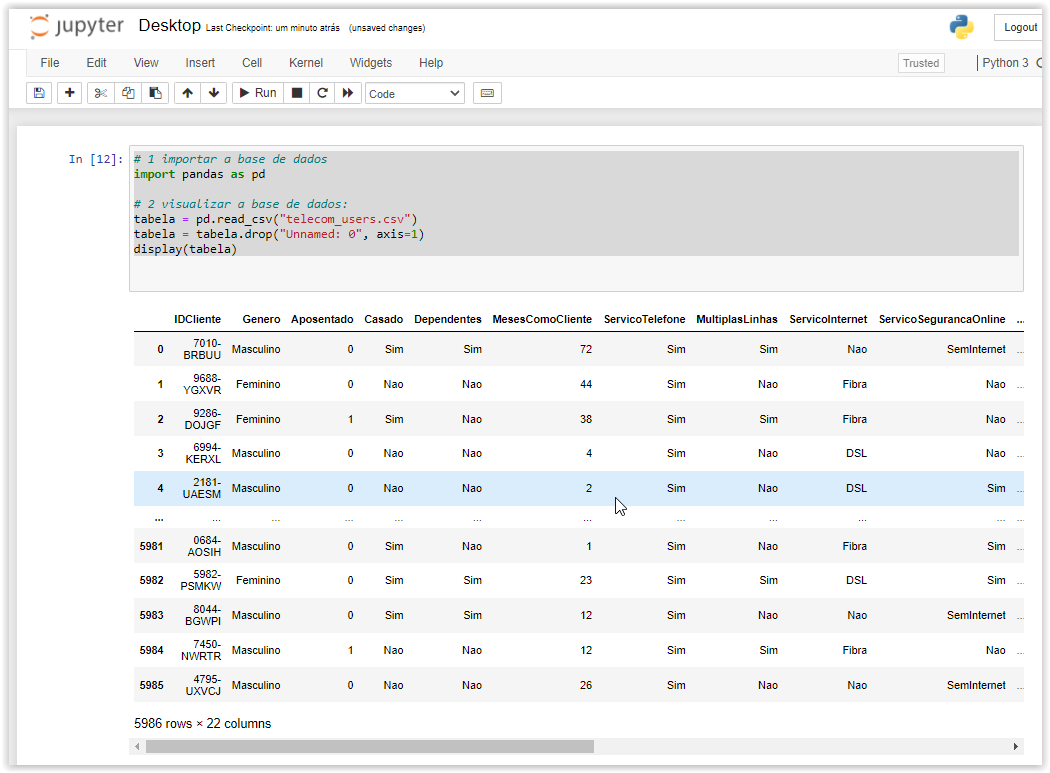 jupyter Desktop Last Checkpoint: um minuto atrás (unsaved changes) Logout
File Edit View Insert Cell Kernel Widgets Help Trusted Python 3
Run Code
In [12]: # 1 importar a base de dados
import pandas as pd
# 2 visualizar a base de dados:
tabela = pd.read_csv("telecom_users.csv")
tabela = tabela.drop("Unnamed: 0", axis=1)
display(tabela)
IDCliente Genero Aposentado Casado Dependentes MesesComoCliente ServicoTelefone MultiplasLinhas ServicoInternet ServicoSegurancaOnline ...
0 7010-BRBUU Masculino 0 Sim Sim 72 Sim Sim Nao SemInternet ...
1 9688-YGXVR Feminino 0 Nao Nao 44 Sim Nao Fibra Nao ...
2 9286-DOJGF Feminino 1 Sim Nao 38 Sim Sim Fibra Nao ...
3 6994-KERXL Masculino 0 Nao Nao 4 Sim Nao DSL Nao ...
4 2181-UAESM Masculino 0 Nao Nao 2 Sim Nao DSL Sim ...
... ... ... ... ... ... ... ... ... ... ... ...
5981 0684-AOSIH Masculino 0 Sim Nao 1 Sim Nao Fibra Sim ...
5982 5982-PSMKW Feminino 0 Sim Sim 23 Sim Sim DSL Sim ...
5983 8044-BGWPI Masculino 0 Sim Sim 12 Sim Nao Nao SemInternet ...
5984 7450-NWRTR Masculino 1 Nao Nao 12 Sim Sim Fibra Nao ...
5985 4795-UXVCJ Masculino 0 Nao Nao 26 Sim Nao Nao SemInternet ...
5986 rows × 22 columns